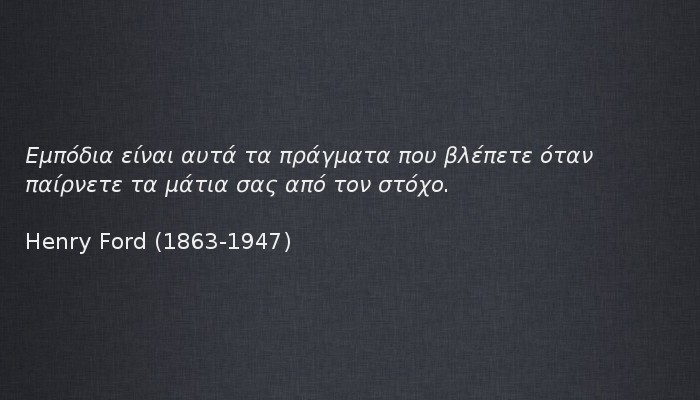 Εμπόδια είναι αυτά τα πράγματα που βλέπετε όταν
παίρνετε τα μάτια σας από τον στόχο.
Henry Ford (1863-1947)